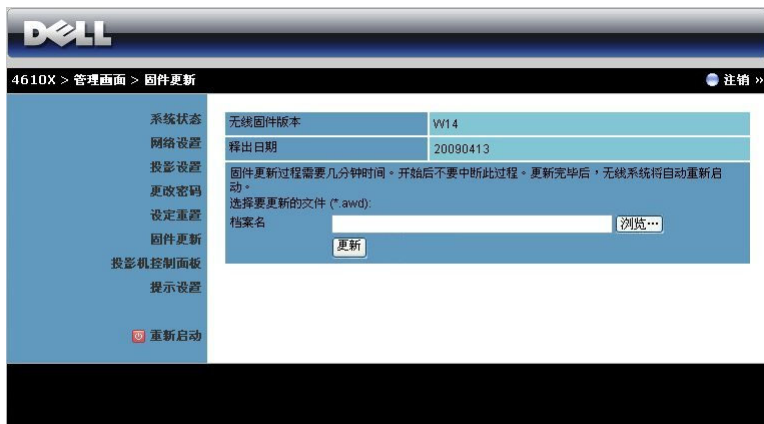 DELL
4610X > 管理画面 > 固件更新
注销 »
系统状态
网络设置
投影设置
更改密码
设定重置
固件更新
投影机控制面板
提示设置
重新启动
无线固件版本 W14
释出日期 20090413
固件更新过程需要几分钟时间。开始后不要中断此过程。更新完毕后，无线系统将自动重新启
动。
选择要更新的文件 (*.awd):
档案名 浏览…
更新